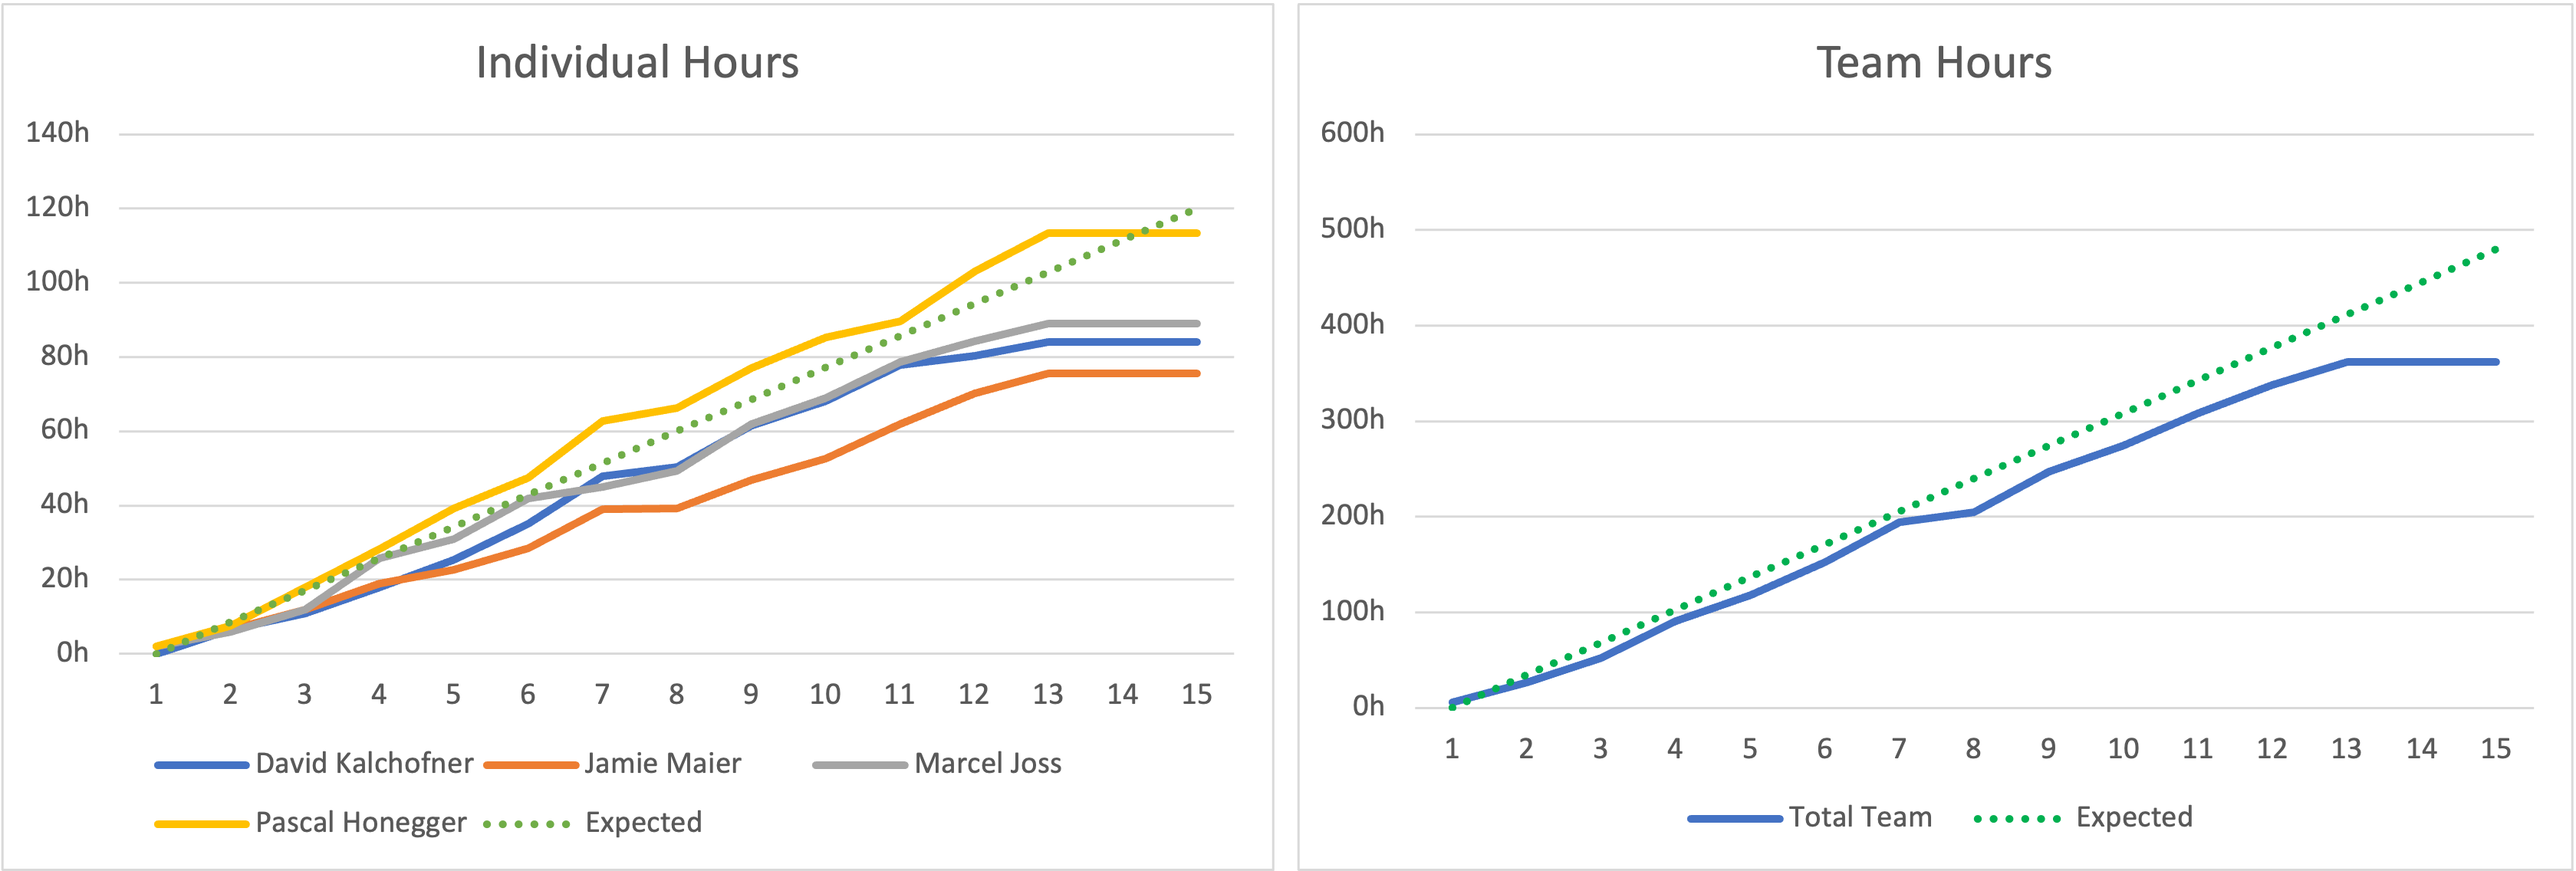 Individual Hours
140h
120h
100h
80h
60h
40h
20h
0h
1 2 3 4 5 6 7 8 9 10 11 12 13 14 15
David Kalchofner Jamie Maier Marcel Joss
Pascal Honegger Expected
Team Hours
600h
500h
400h
300h
200h
100h
0h
1 2 3 4 5 6 7 8 9 10 11 12 13 14 15
Total Team Expected